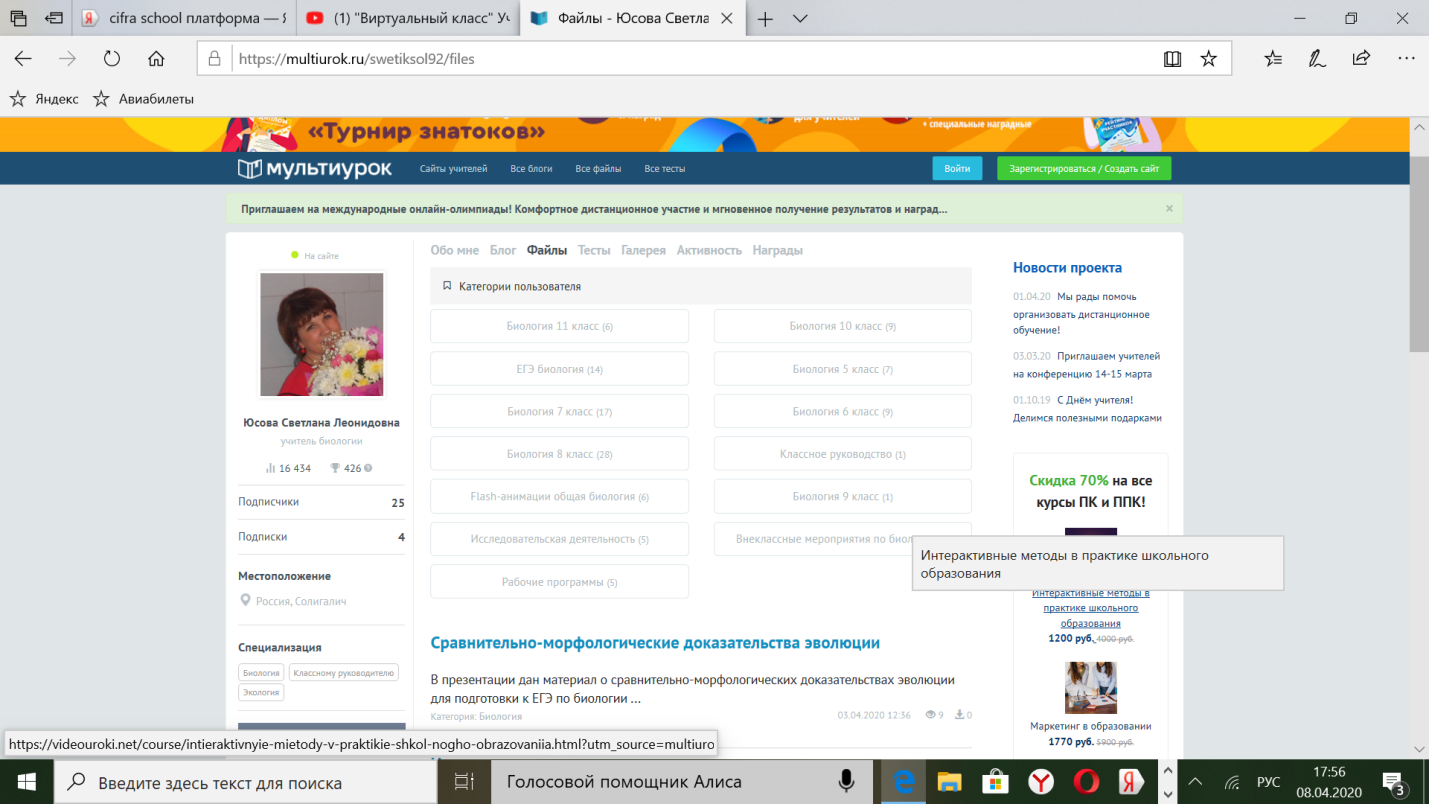 cifra school платформа — Я
(1) "Виртуальный класс" Уч
Файлы - Юсова Светла
https://multiurok.ru/swetiksol92/files
Яндекс
Авиабилеты
«Турнир знатоков»
+ специальные наградные
мультиурок
Сайты учителей
Все блоги
Все файлы
Все тесты
Войти
Зарегистрироваться / Создать сайт
Приглашаем на международные онлайн-олимпиады! Комфортное дистанционное участие и мгновенное получение результатов и наград...
На сайте
Юсова Светлана Леонидовна
учитель биологии
16 434
426
Подписчики 25
Подписки 4
Местоположение
Россия, Солигалич
Специализация
Биология
Классному руководителю
Экология
Обо мне Блог Файлы Тесты Галерея Активность Награды
Категории пользователя
Биология 11 класс (6)
Биология 10 класс (9)
ЕГЭ биология (14)
Биология 5 класс (7)
Биология 7 класс (17)
Биология 6 класс (9)
Биология 8 класс (28)
Классное руководство (1)
Flash-анимации общая биология (6)
Биология 9 класс (1)
Исследовательская деятельность (5)
Внеклассные мероприятия по биол
Рабочие программы (5)
Сравнительно-морфологические доказательства эволюции
В презентации дан материал о сравнительно-морфологических доказательствах эволюции
для подготовки к ЕГЭ по биологии ...
Категория: Биология
03.04.2020 12:36
9
0
Новости проекта
01.04.20 Мы рады помочь
организовать дистанционное
обучение!
03.03.20 Приглашаем учителей
на конференцию 14-15 марта
01.10.19 С Днём учителя!
Делимся полезными подарками
Скидка 70% на все
курсы ПК и ППК!
Интерактивные методы в практике школьного
образования
Интерактивные методы в
практике школьного
образования
1200 руб. 4000 руб.
Маркетинг в образовании
1770 руб. 5900 руб.
https://videouroki.net/course/intieraktivnyie-mietody-v-praktikie-shkol-nogho-obrazovaniia.html?utm_source=multiuro
Введите здесь текст для поиска
Голосовой помощник Алиса
РУС
17:56
08.04.2020
3